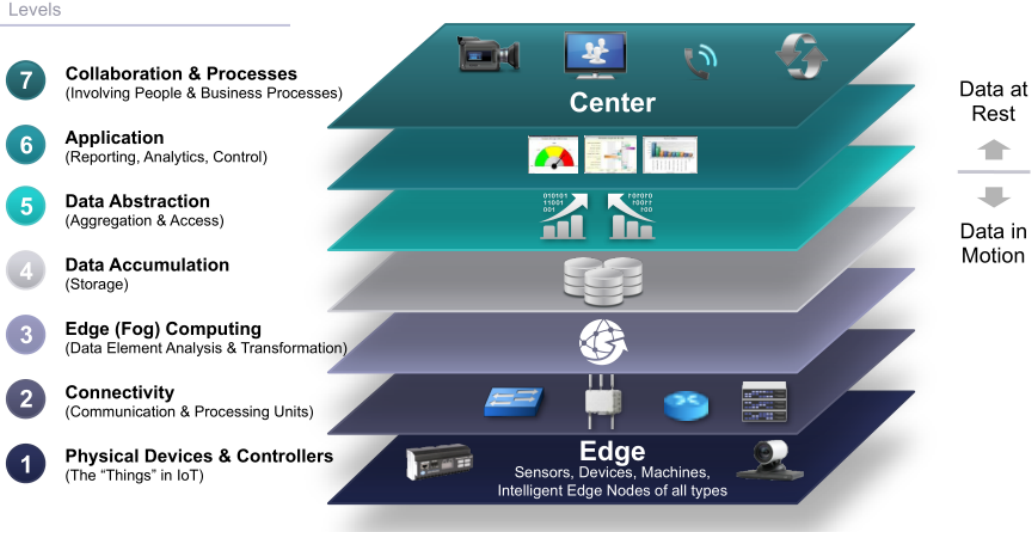 Levels
7
Collaboration & Processes
(Involving People & Business Processes)
6
Application
(Reporting, Analytics, Control)
5
Data Abstraction
(Aggregation & Access)
4
Data Accumulation
(Storage)
3
Edge (Fog) Computing
(Data Element Analysis & Transformation)
2
Connectivity
(Communication & Processing Units)
1
Physical Devices & Controllers
(The “Things” in IoT)
Center
010101
11001
001
Edge
Sensors, Devices, Machines,
Intelligent Edge Nodes of all types
Data at
Rest
Data in
Motion